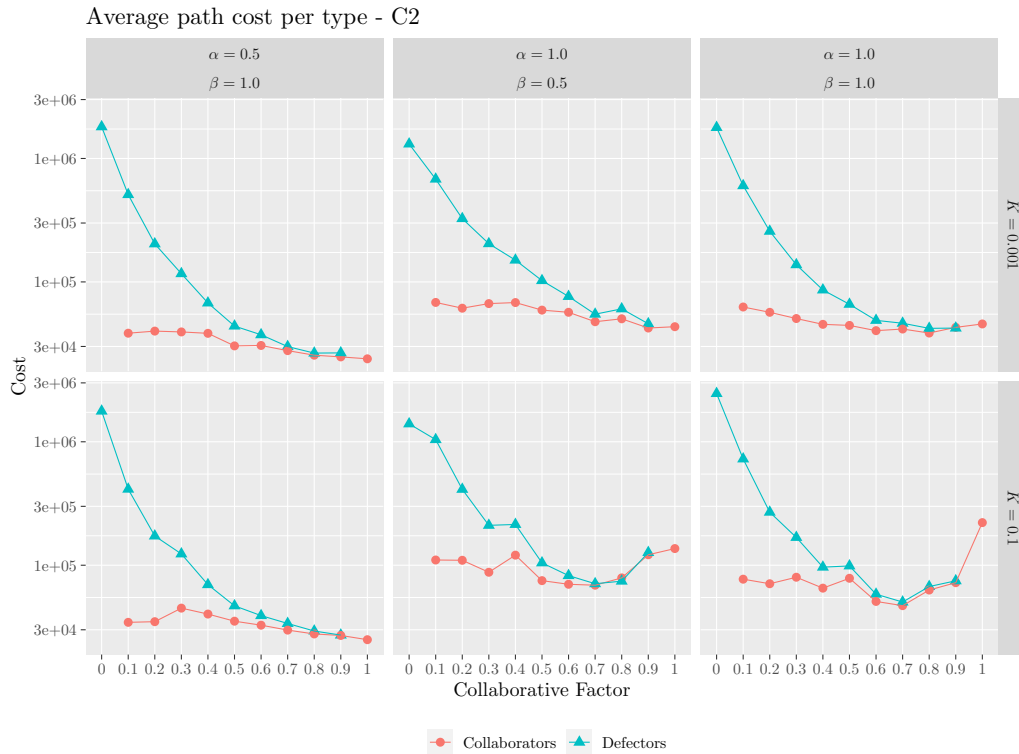 Average path cost per type - C2
α = 0.5
β = 1.0
α = 1.0
β = 0.5
α = 1.0
β = 1.0
3e+06
1e+06
3e+05
1e+05
3e+04
K = 0.001
Cost
3e+06
1e+06
3e+05
1e+05
3e+04
K = 0.1
0 0.1 0.2 0.3 0.4 0.5 0.6 0.7 0.8 0.9 1
0 0.1 0.2 0.3 0.4 0.5 0.6 0.7 0.8 0.9 1
0 0.1 0.2 0.3 0.4 0.5 0.6 0.7 0.8 0.9 1
Collaborative Factor
Collaborators Defectors